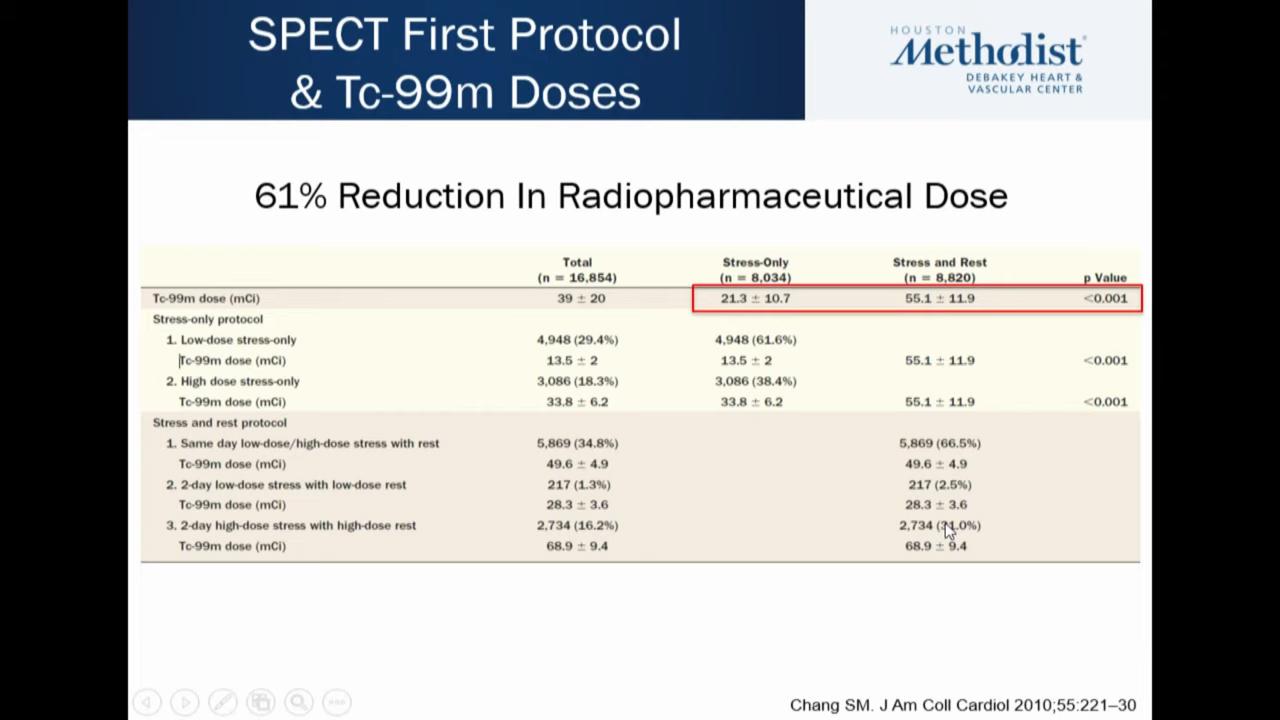 SPECT First Protocol
& Tc-99m Doses
HOUSTON
Methodist
DEBAKEY HEART &
VASCULAR CENTER
61% Reduction In Radiopharmaceutical Dose
Total Stress-Only Stress and Rest
(n = 16,854) (n = 8,034) (n = 8,820) p Value
Tc-99m dose (mCi) 39 ± 20 21.3 ± 10.7 55.1 ± 11.9 <0.001
Stress-only protocol
1. Low-dose stress-only 4,948 (29.4%) 4,948 (61.6%)
Tc-99m dose (mCi) 13.5 ± 2 13.5 ± 2 55.1 ± 11.9 <0.001
2. High dose stress-only 3,086 (18.3%) 3,086 (38.4%)
Tc-99m dose (mCi) 33.8 ± 6.2 33.8 ± 6.2 55.1 ± 11.9 <0.001
Stress and rest protocol
1. Same day low-dose/high-dose stress with rest 5,869 (34.8%) 5,869 (66.5%)
Tc-99m dose (mCi) 49.6 ± 4.9 49.6 ± 4.9
2. 2-day low-dose stress with low-dose rest 217 (1.3%) 217 (2.5%)
Tc-99m dose (mCi) 28.3 ± 3.6 28.3 ± 3.6
3. 2-day high-dose stress with high-dose rest 2,734 (16.2%) 2,734 (31.0%)
Tc-99m dose (mCi) 68.9 ± 9.4 68.9 ± 9.4
Chang SM. J Am Coll Cardiol 2010;55:221–30